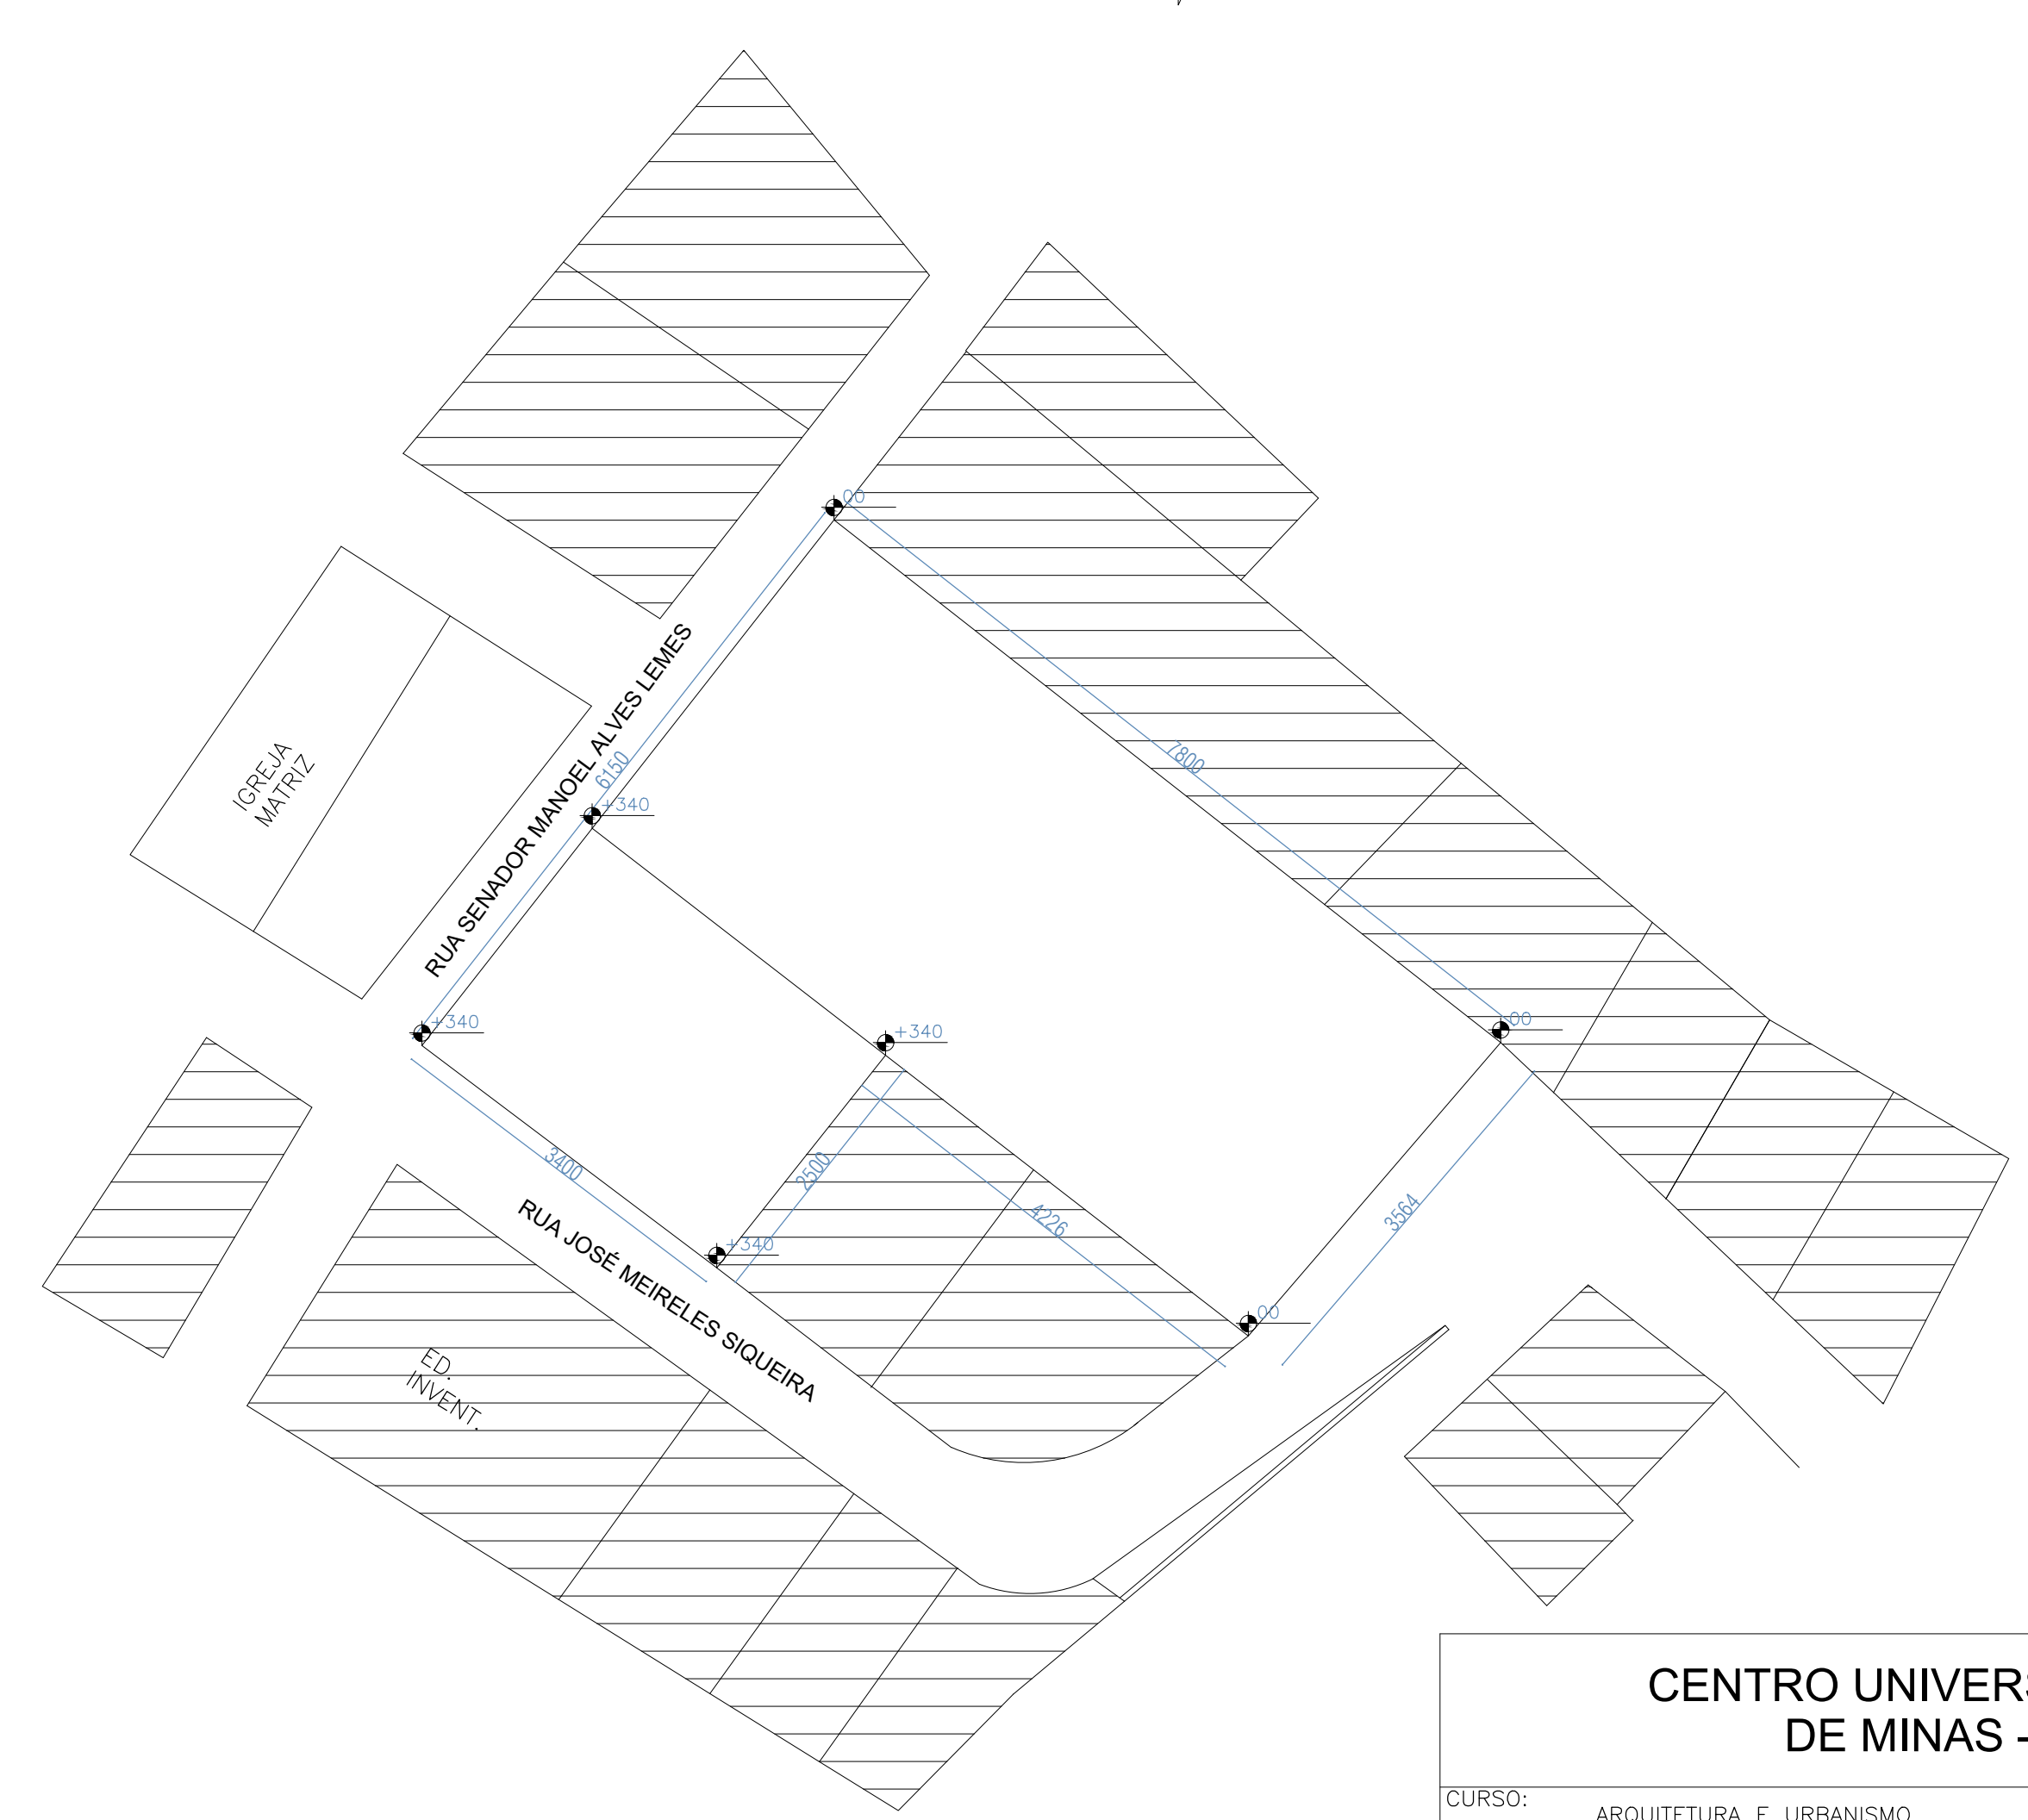 00
7800
RUA SENADOR MANOEL ALVES LEMES
6150
+340
IGREJA
MATRIZ
+340
+340
00
3400
2500
4226
3564
+340
00
RUA JOSÉ MEIRELES SIQUEIRA
ED.
INVENT.
CENTRO UNIVERS
DE MINAS -
CURSO:
ARQUITETURA E URBANISMO